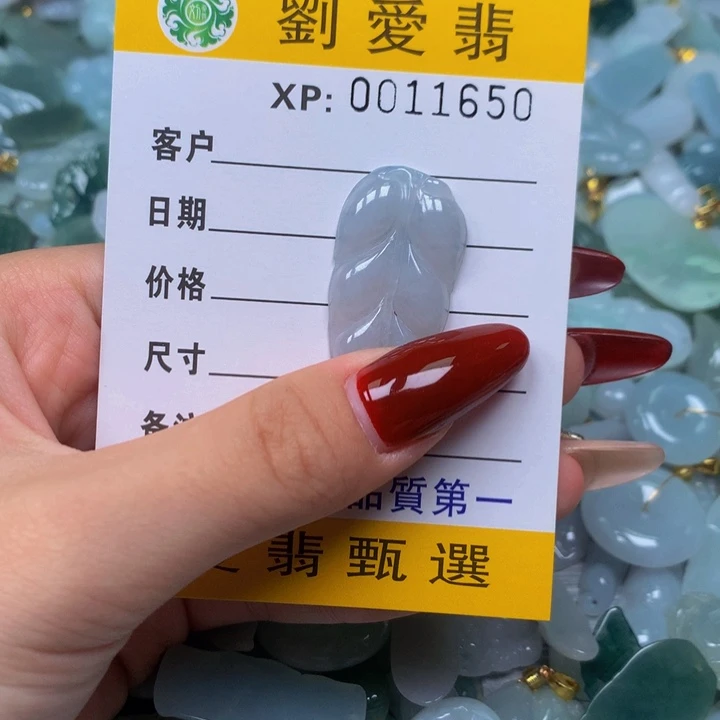 劉愛翡
XP: 0011650
客户
日期
价格
尺寸
品質第一
翡甄選